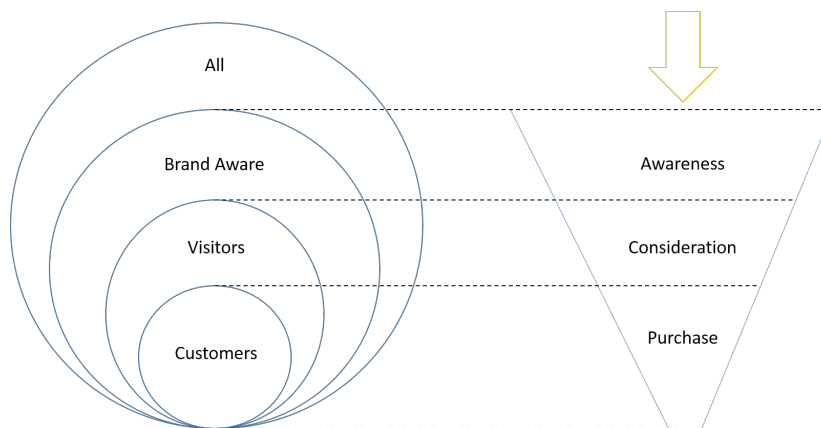 All
Brand Aware
Awareness
Visitors
Consideration
Purchase
Customers